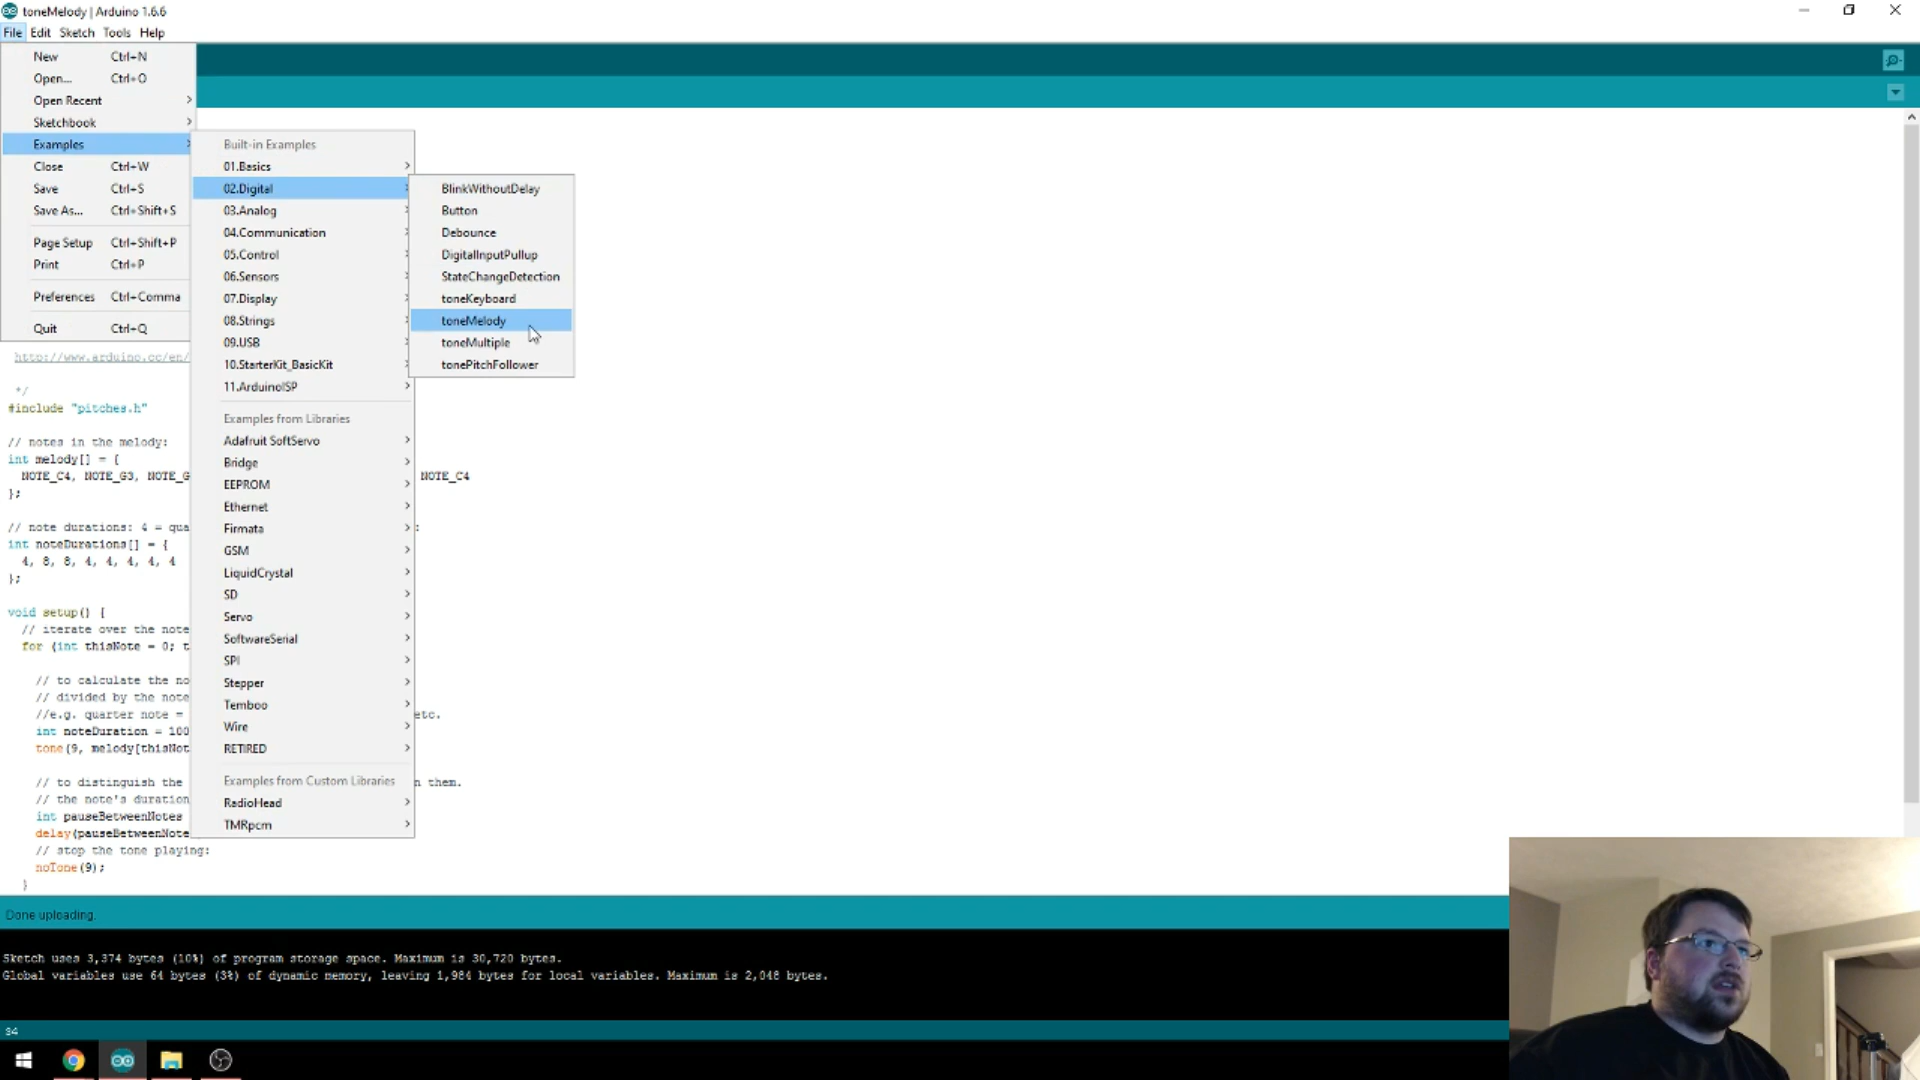 toneMelody | Arduino 1.6.6
File Edit Sketch Tools Help
New Ctrl+N
Open... Ctrl+O
Open Recent
Sketchbook
Examples
Close Ctrl+W
Save Ctrl+S
Save As... Ctrl+Shift+S
Page Setup Ctrl+Shift+P
Print Ctrl+P
Preferences Ctrl+Comma
Quit Ctrl+Q
Built-in Examples
01.Basics
02.Digital
03.Analog
04.Communication
05.Control
06.Sensors
07.Display
08.Strings
09.USB
10.StarterKit_BasicKit
11.ArduinoISP
Examples from Libraries
Adafruit SoftServo
Bridge
EEPROM
Ethernet
Firmata
GSM
LiquidCrystal
SD
Servo
SoftwareSerial
SPI
Stepper
Temboo
Wire
RETIRED
Examples from Custom Libraries
RadioHead
TMRpcm
BlinkWithoutDelay
Button
Debounce
DigitalInputPullup
StateChangeDetection
toneKeyboard
toneMelody
toneMultiple
tonePitchFollower
http://www.arduino.cc/en/
*/
#include "pitches.h"
// notes in the melody:
int melody[] = {
NOTE_C4, NOTE_G3, NOTE_G NOTE_C4
};
// note durations: 4 = qua :
int noteDurations[] = {
4, 8, 8, 4, 4, 4, 4, 4
};
void setup() {
// iterate over the note
for (int thisNote = 0; t
// to calculate the no
// divided by the note
//e.g. quarter note = etc.
int noteDuration = 100
tone(9, melody[thisNot
// to distinguish the n them.
// the note's duration
int pauseBetweenNotes
delay(pauseBetweenNote
// stop the tone playing:
noTone(9);
}
Done uploading.
Sketch uses 3,374 bytes (10%) of program storage space. Maximum is 30,720 bytes.
Global variables use 64 bytes (3%) of dynamic memory, leaving 1,984 bytes for local variables. Maximum is 2,048 bytes.
34